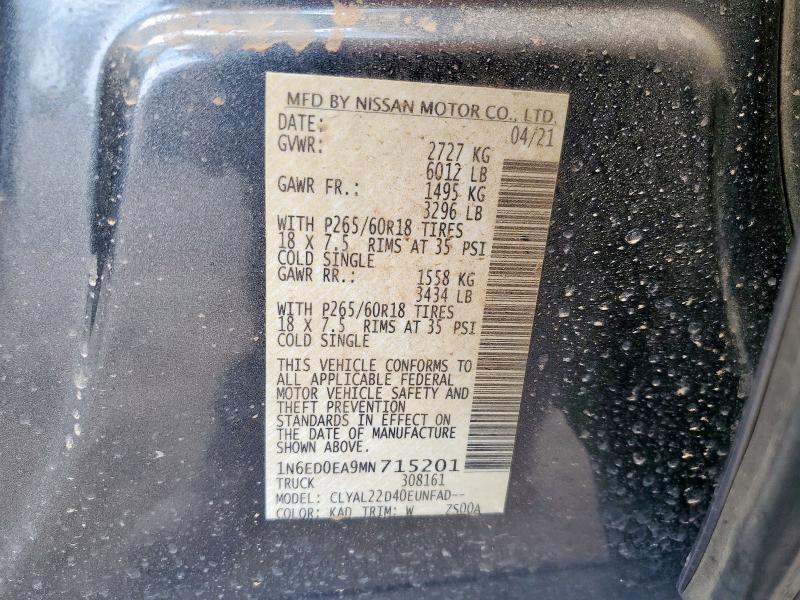 MFD BY NISSAN MOTOR CO., LTD.
DATE: 04/21
GVWR: 2727 KG
6012 LB
GAWR FR.: 1495 KG
3296 LB
WITH P265/60R18 TIRES
18 X 7.5 RIMS AT 35 PSI
COLD SINGLE
GAWR RR.: 1558 KG
3434 LB
WITH P265/60R18 TIRES
18 X 7.5 RIMS AT 35 PSI
COLD SINGLE
THIS VEHICLE CONFORMS TO
ALL APPLICABLE FEDERAL
MOTOR VEHICLE SAFETY AND
THEFT PREVENTION
STANDARDS IN EFFECT ON
THE DATE OF MANUFACTURE
SHOWN ABOVE.
1N6ED0EA9MN715201
TRUCK 308161
MODEL: CLYAL22D40EUNFAD--
COLOR: KAD TRIM: W ZS00A